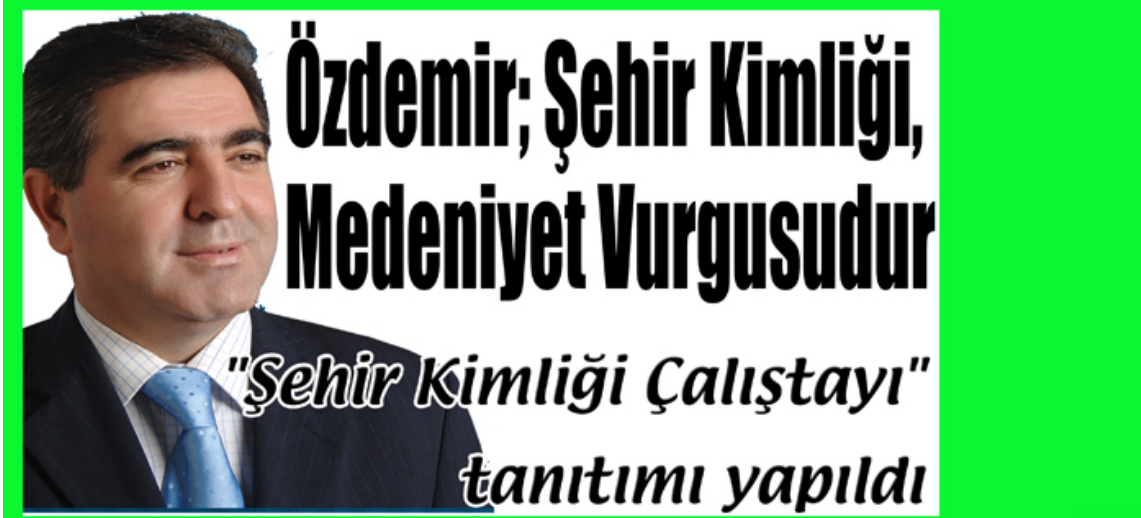 Özdemir; Şehir Kimliği,
Medeniyet Vurgusudur
"Şehir Kimliği Çalıştayı"
tanıtımı yapıldı